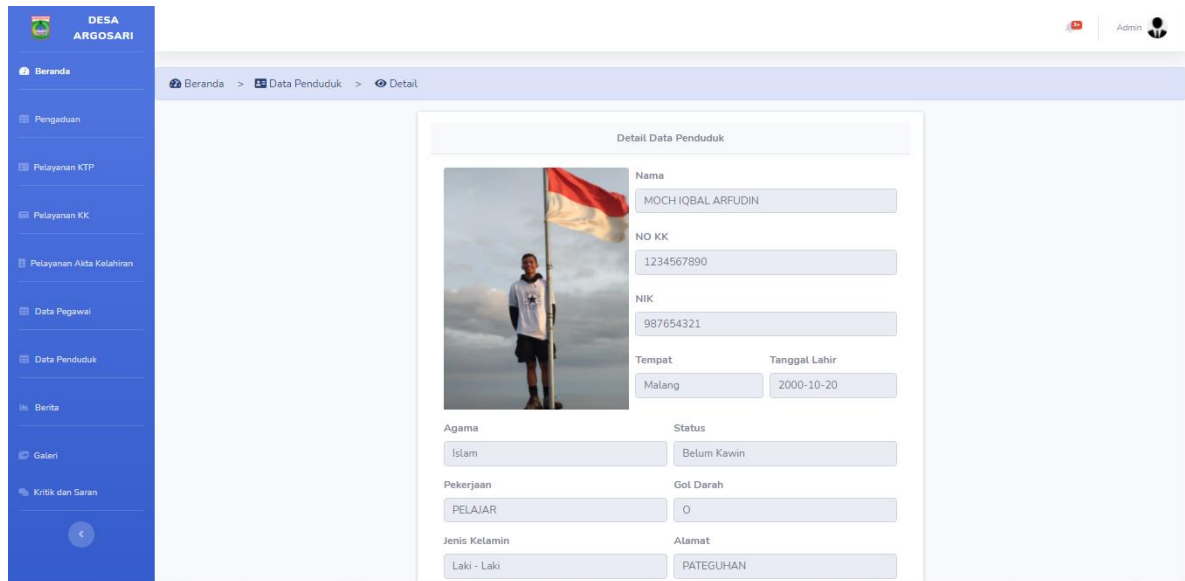 DESA
ARGOSARI
Beranda
Pengaduan
Pelayanan KTP
Pelayanan KK
Pelayanan Akta Kelahiran
Data Pegawai
Data Penduduk
Berita
Galeri
Kritik dan Saran
3+
Admin
Beranda > Data Penduduk > Detail
Detail Data Penduduk
Nama
MOCH IQBAL ARFUDIN
NO KK
1234567890
NIK
987654321
Tempat Tanggal Lahir
Malang 2000-10-20
Agama Status
Islam Belum Kawin
Pekerjaan Gol Darah
PELAJAR O
Jenis Kelamin Alamat
Laki - Laki PATEGUHAN